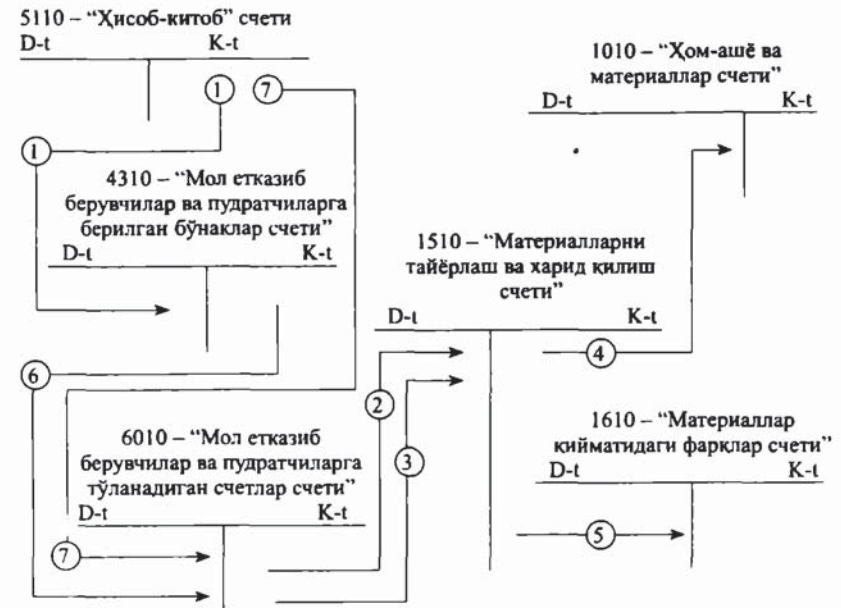 5110 – “Ҳисоб-китоб” счети
D-t K-t
1 7
1
4310 – “Мол етказиб
берувчилар ва пудратчиларга
берилган бўнаклар счети”
D-t K-t
6
6010 – “Мол етказиб
берувчилар ва пудратчиларга
тўланадиган счетлар счети”
D-t K-t
7
2
3
1510 – “Материалларни
тайёрлаш ва харид қилиш
счети”
D-t K-t
4
1010 – “Ҳом-ашё ва
материаллар счети”
D-t K-t
1610 – “Материаллар
қийматидаги фарқлар счети”
D-t K-t
5